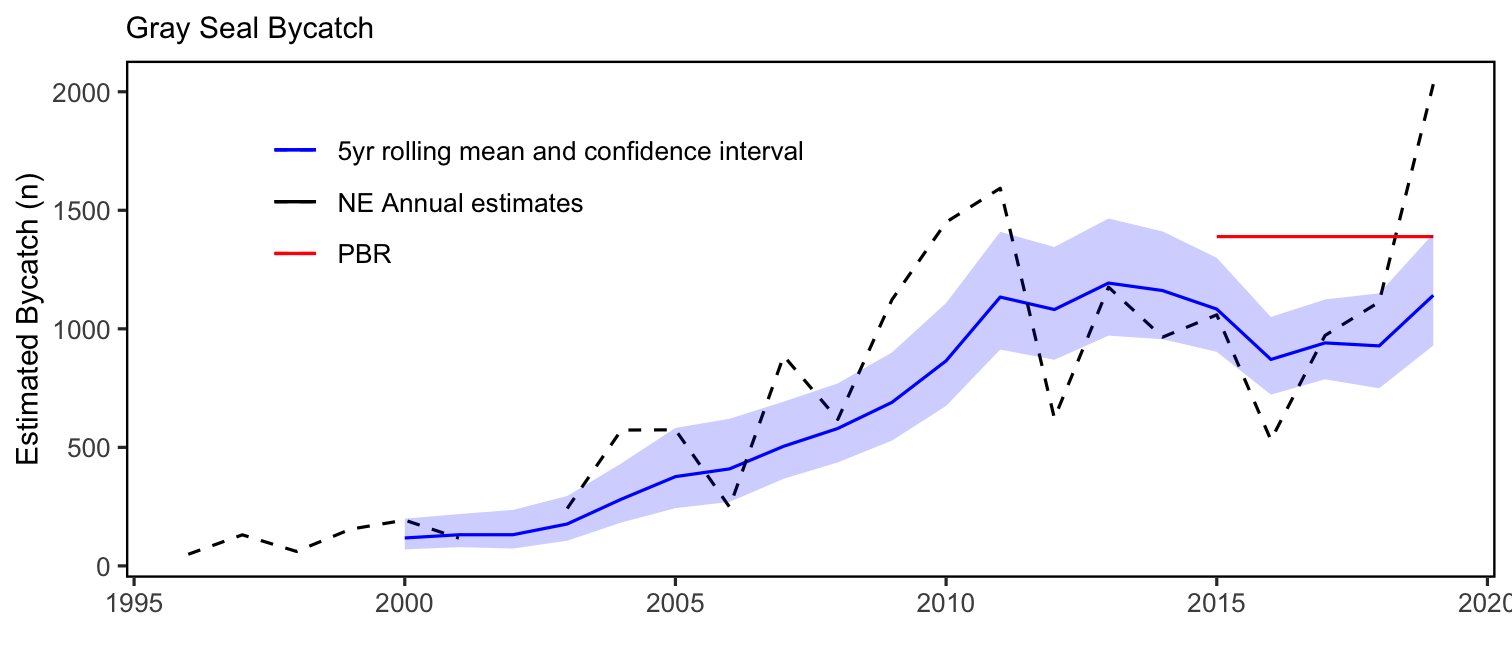 Gray Seal Bycatch
Estimated Bycatch (n)
2000
1500
1000
500
0
5yr rolling mean and confidence interval
NE Annual estimates
PBR
1995 2000 2005 2010 2015 2020